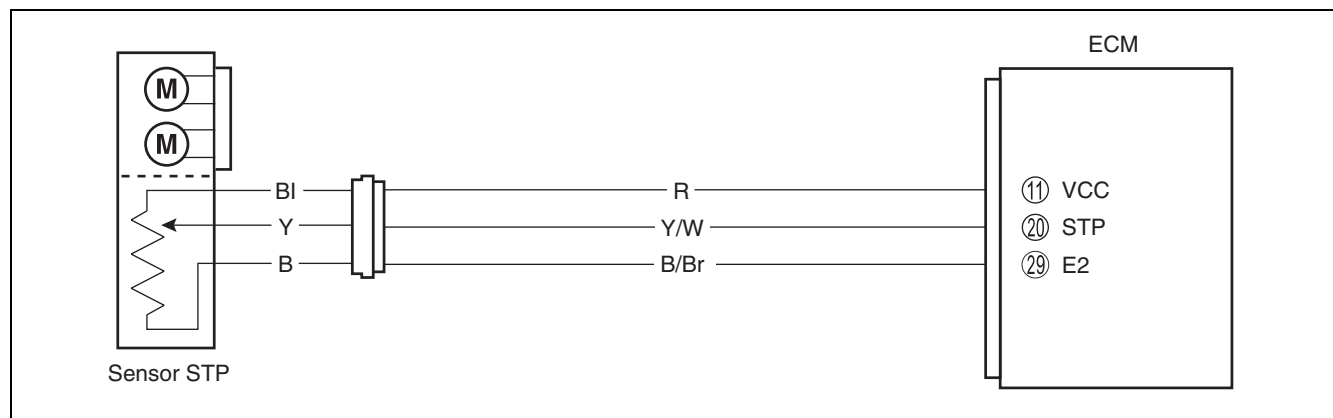 ECM
M
M
Bl R ⑪ VCC
Y Y/W ⑳ STP
B B/Br ㉙ E2
Sensor STP